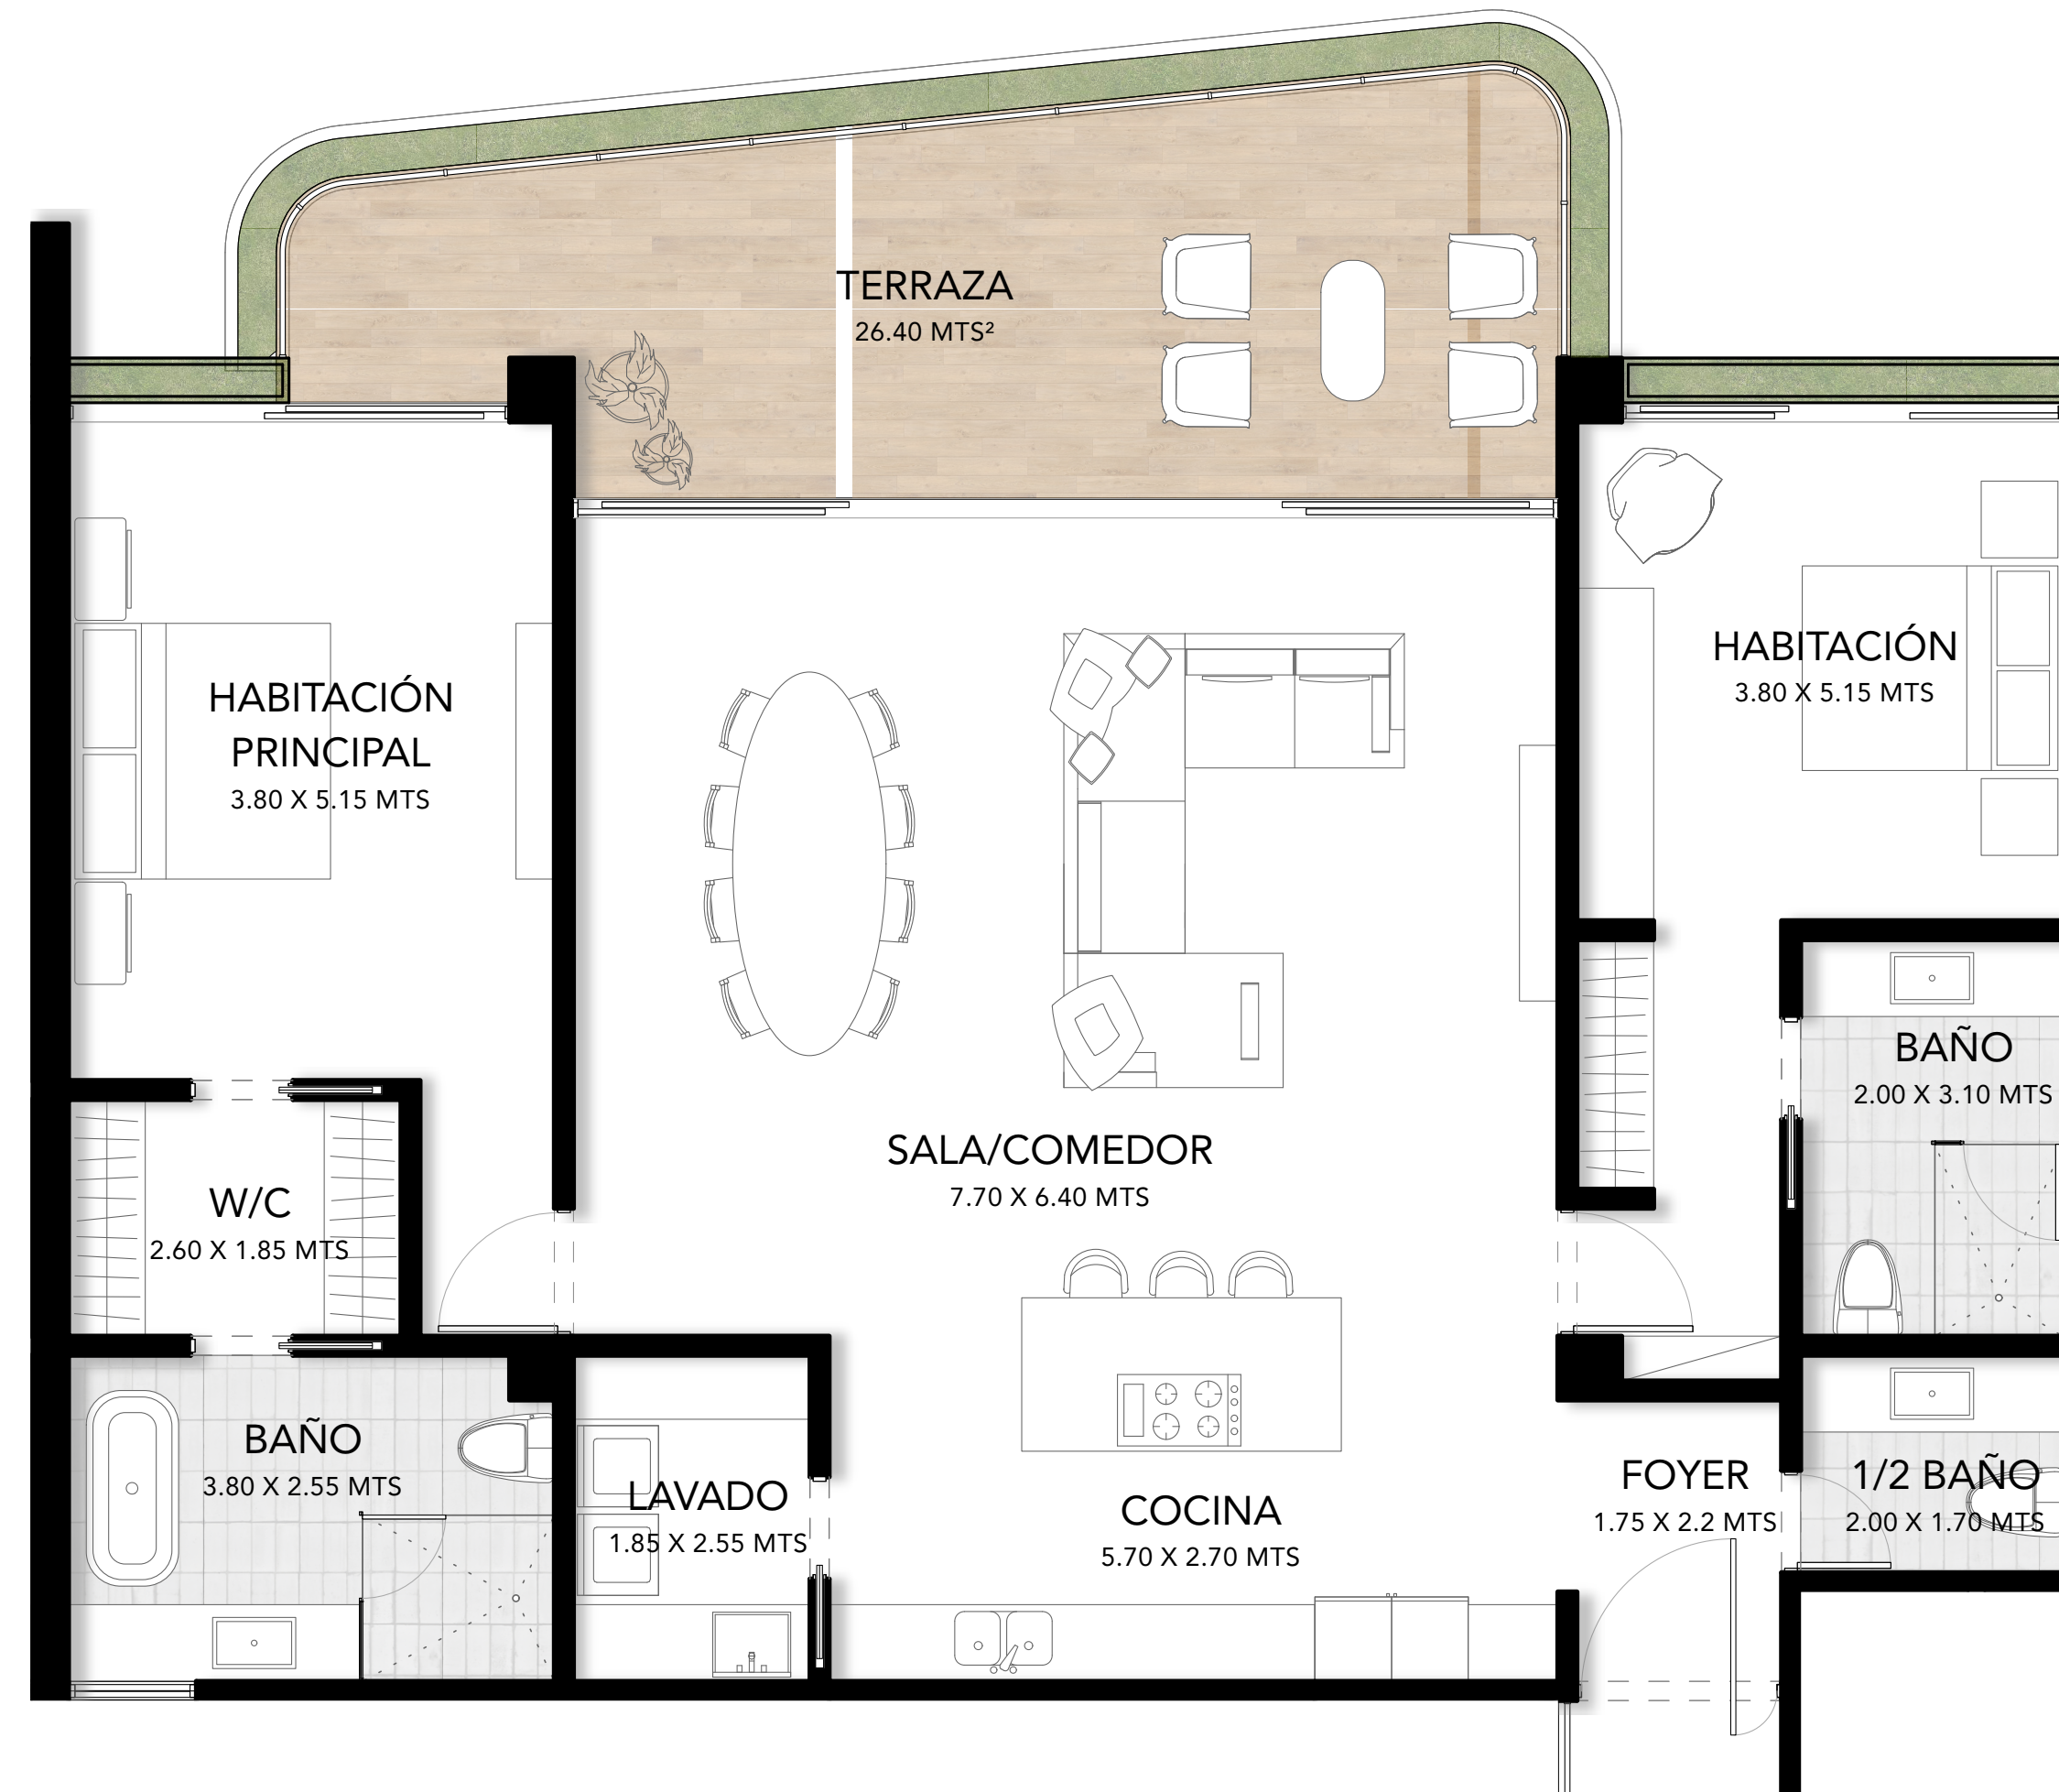 TERRAZA
26.40 MTS²
HABITACIÓN
PRINCIPAL
3.80 X 5.15 MTS
HABITACIÓN
3.80 X 5.15 MTS
BAÑO
2.00 X 3.10 MTS
SALA/COMEDOR
7.70 X 6.40 MTS
W/C
2.60 X 1.85 MTS
BAÑO
3.80 X 2.55 MTS
LAVADO
1.85 X 2.55 MTS
COCINA
5.70 X 2.70 MTS
FOYER
1.75 X 2.2 MTS
1/2 BAÑO
2.00 X 1.70 MTS